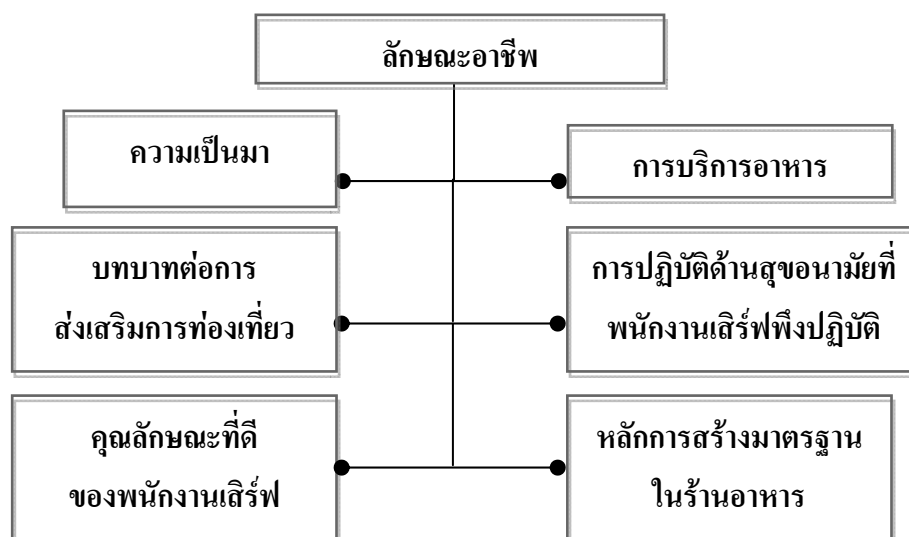 ลักษณะอาชีพ
ความเป็นมา
การบริการอาหาร
บทบาทต่อการ
ส่งเสริมการท่องเที่ยว
การปฏิบัติด้านสุขอนามัยที่
พนักงานเสิร์ฟพึงปฏิบัติ
คุณลักษณะที่ดี
ของพนักงานเสิร์ฟ
หลักการสร้างมาตรฐาน
ในร้านอาหาร